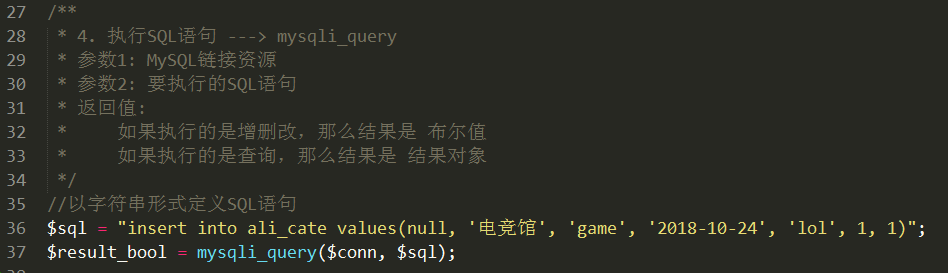 27 /**
28  * 4. 执行SQL语句 ---> mysqli_query
29  * 参数1: MySQL链接资源
30  * 参数2: 要执行的SQL语句
31  * 返回值:
32  *     如果执行的是增删改, 那么结果是 布尔值
33  *     如果执行的是查询, 那么结果是 结果对象
34  */
35 //以字符串形式定义SQL语句
36 $sql = "insert into ali_cate values(null, '电竞馆', 'game', '2018-10-24', 'lol', 1, 1)";
37 $result_bool = mysqli_query($conn, $sql);